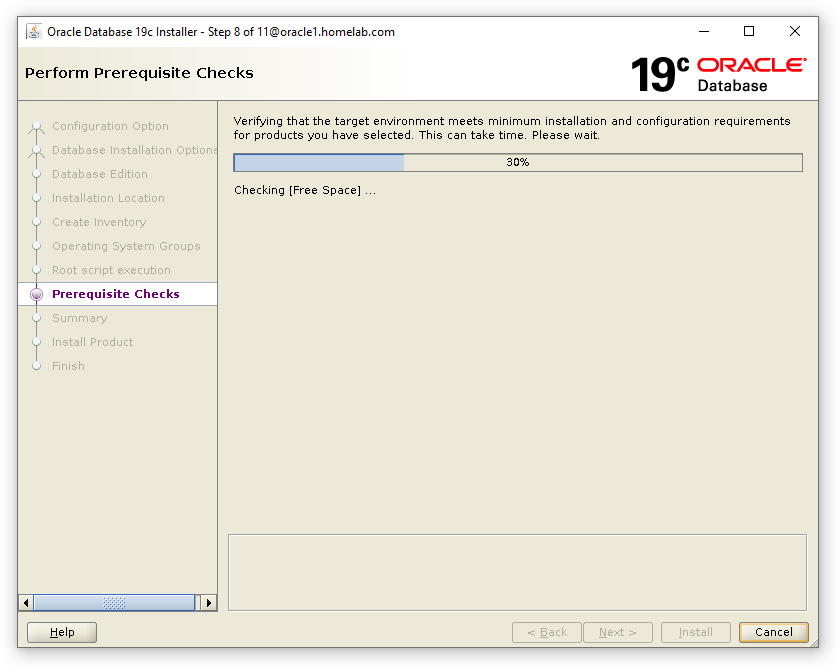 Oracle Database 19c Installer - Step 8 of 11@oracle1.homelab.com
Perform Prerequisite Checks
19c ORACLE
Database
Configuration Option
Database Installation Options
Database Edition
Installation Location
Create Inventory
Operating System Groups
Root script execution
Prerequisite Checks
Summary
Install Product
Finish
Verifying that the target environment meets minimum installation and configuration requirements
for products you have selected. This can take time. Please wait.
30%
Checking [Free Space] ...
Help
< Back
Next >
Install
Cancel